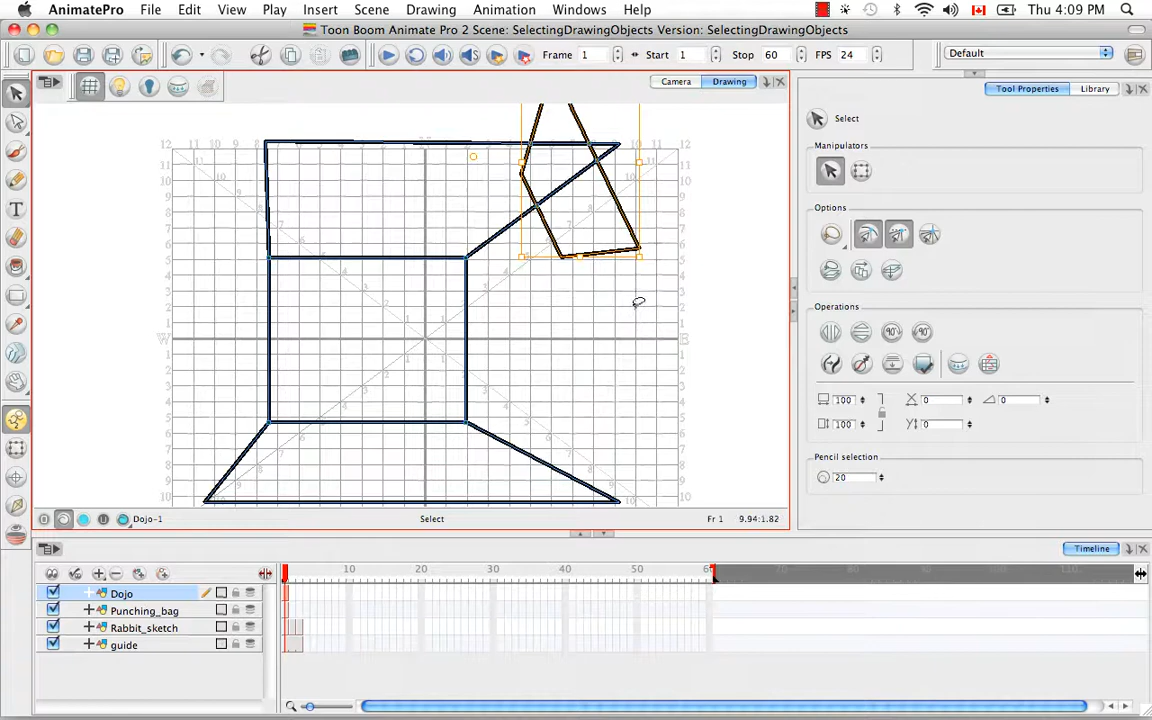 AnimatePro File Edit View Play Insert Scene Drawing Animation Windows Help Thu 4:09 PM
Toon Boom Animate Pro 2 Scene: SelectingDrawingObjects Version: SelectingDrawingObjects
Frame 1 Start 1 Stop 60 FPS 24 Default
Camera Drawing
Tool Properties Library
Select
Manipulators
Options
Operations
100 0 0
100 0
Pencil selection
20
W E
Dojo-1 Select Fr 1 9.94:1.82
Timeline
10 20 30 40 50 60 110
Dojo
Punching_bag
Rabbit_sketch
guide